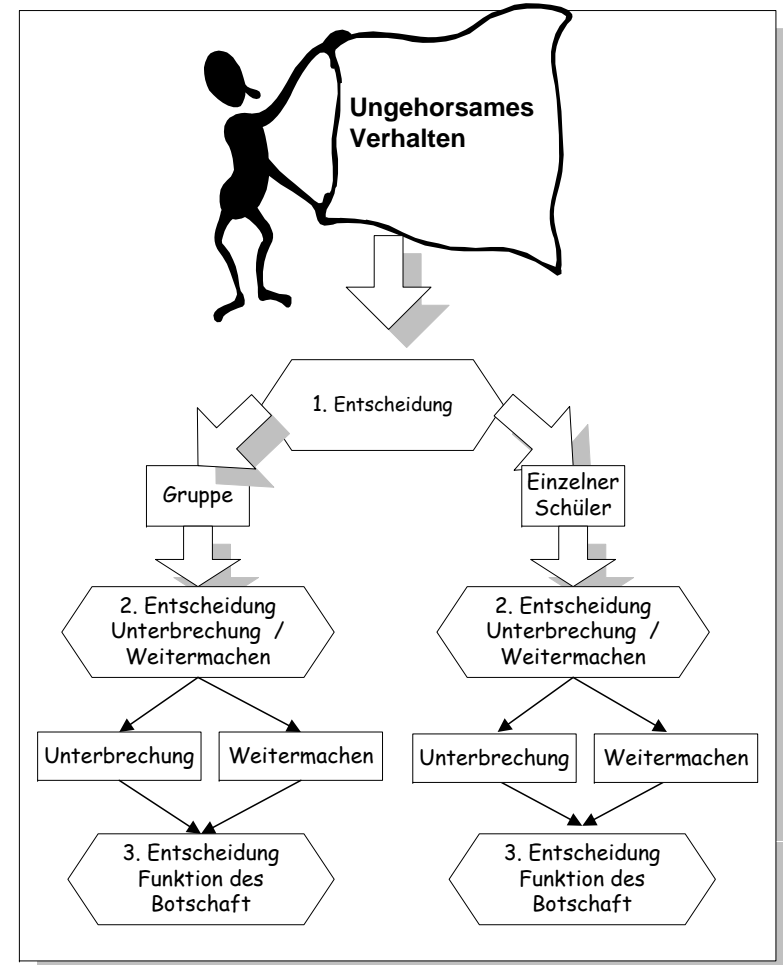 Ungehorsames
Verhalten
1. Entscheidung
Gruppe
Einzelner
Schüler
2. Entscheidung
Unterbrechung /
Weitermachen
2. Entscheidung
Unterbrechung /
Weitermachen
Unterbrechung
Weitermachen
Unterbrechung
Weitermachen
3. Entscheidung
Funktion des
Botschaft
3. Entscheidung
Funktion des
Botschaft